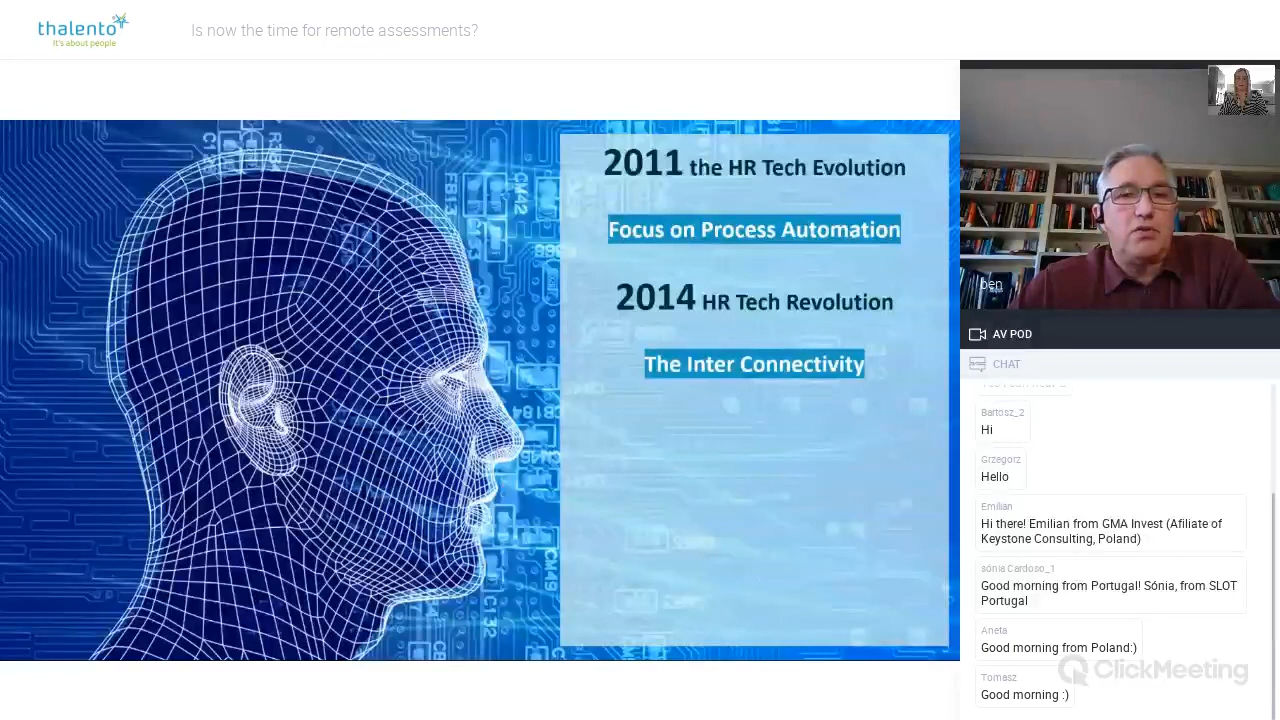 thalento
It's about people
Is now the time for remote assessments?
2011 the HR Tech Evolution
Focus on Process Automation
2014 HR Tech Revolution
The Inter Connectivity
ben
AV POD
CHAT
Bartosz_2
Hi
Grzegorz
Hello
Emilian
Hi there! Emilian from GMA Invest (Afiliate of
Keystone Consulting, Poland)
sónia Cardoso_1
Good morning from Portugal! Sónia, from SLOT
Portugal
Aneta
Good morning from Poland:)
Tomasz
Good morning :)
ClickMeeting